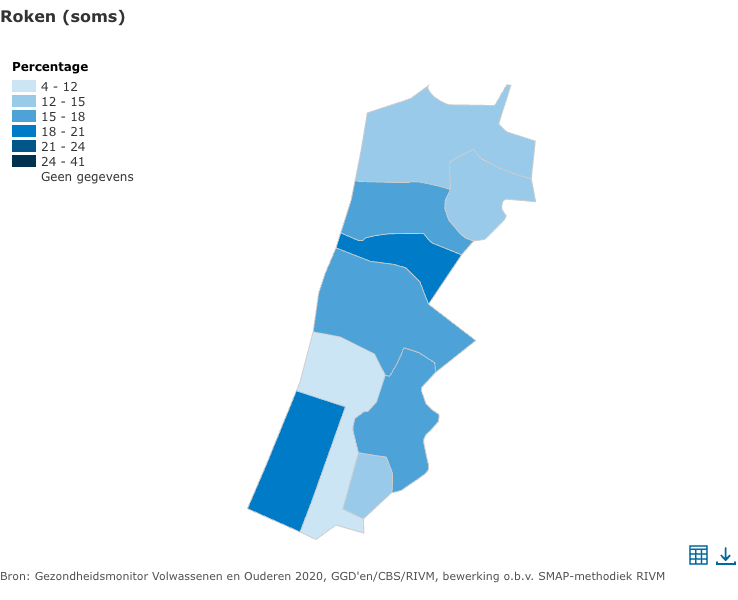 Roken (soms)
Percentage
4 - 12
12 - 15
15 - 18
18 - 21
21 - 24
24 - 41
Geen gegevens
Bron: Gezondheidsmonitor Volwassenen en Ouderen 2020, GGD'en/CBS/RIVM, bewerking o.b.v. SMAP-methodiek RIVM